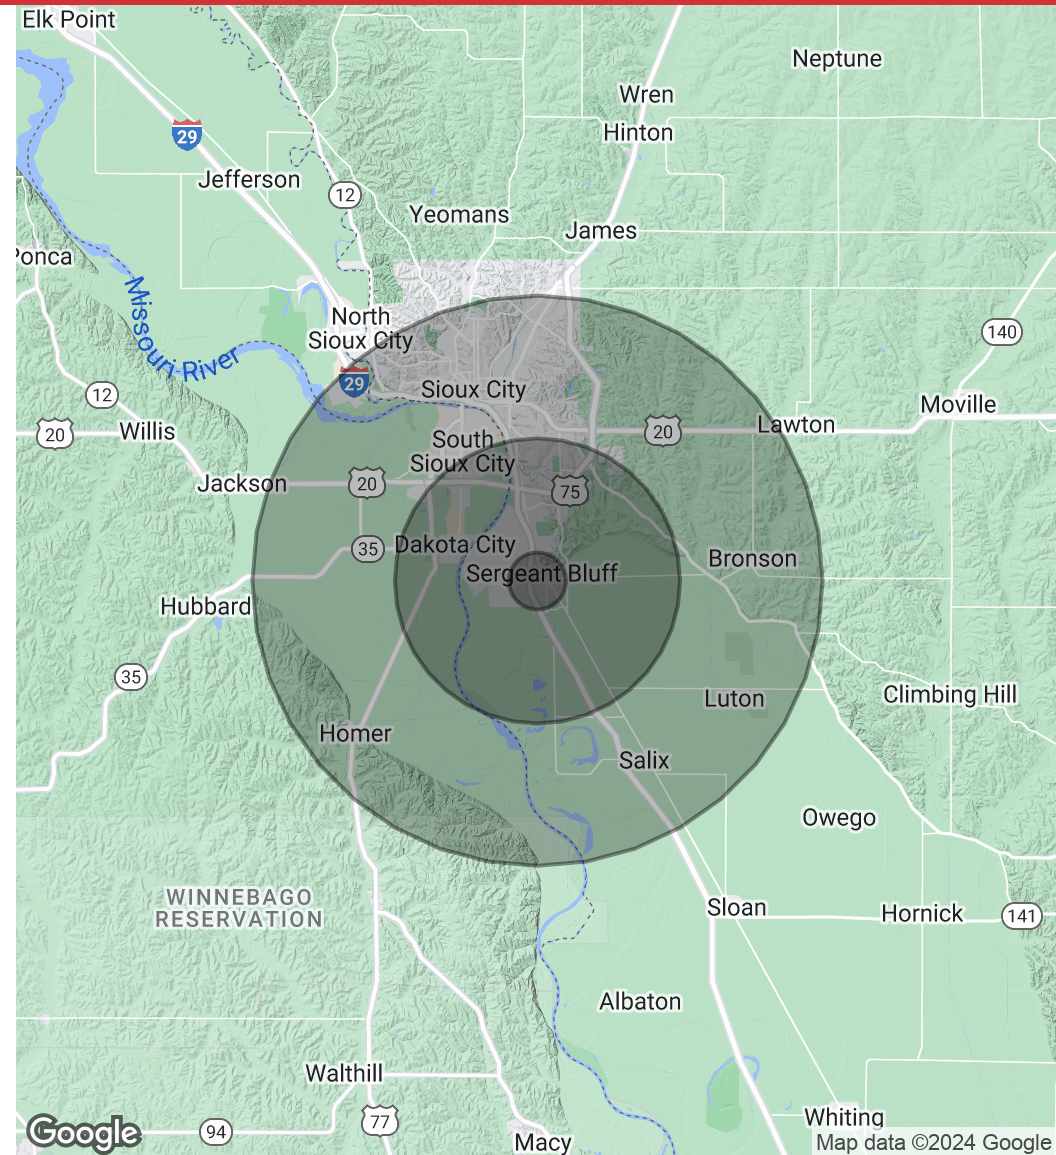 Elk Point
Neptune
Wren
Hinton
29
Jefferson
12
Yeomans
James
Ponca
Missouri River
North
Sioux City
140
29
Sioux City
12
Moville
Lawton
20
Willis
20
South
Sioux City
Jackson
20
75
35
Dakota City
Bronson
Sergeant Bluff
Hubbard
35
Climbing Hill
Luton
Homer
Salix
Owego
WINNEBAGO
RESERVATION
Sloan
Hornick
141
Albaton
Walthill
77
Whiting
94
Google
Macy
Map data ©2024 Google